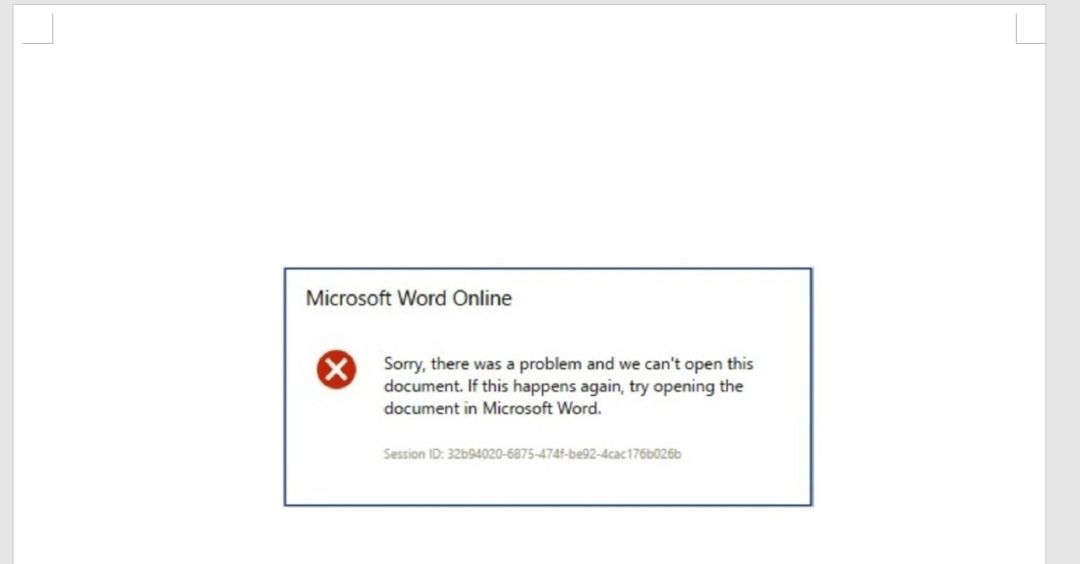 Microsoft Word Online
Sorry, there was a problem and we can't open this
document. If this happens again, try opening the
document in Microsoft Word.
Session ID: 32b94020-6875-474f-be92-4cac176b026b